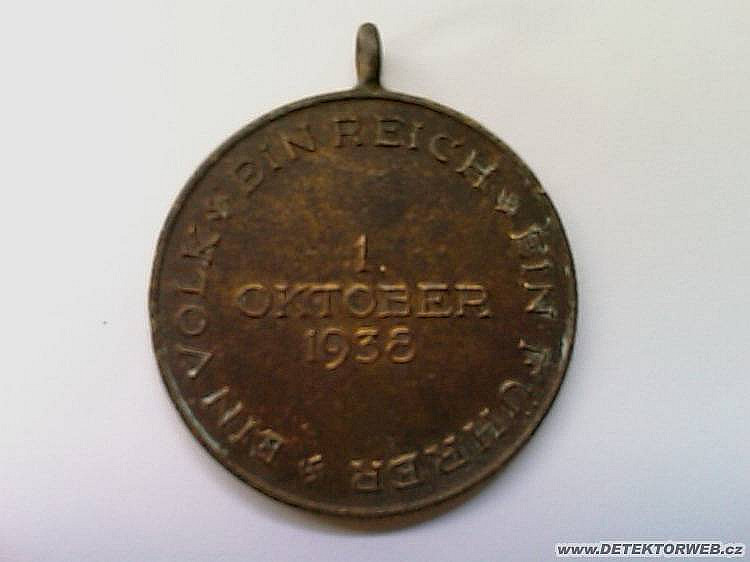 EIN VOLK * EIN REICH * EIN FÜHRER *
1.
OKTOBER
1938
www.DETEKTORWEB.cz